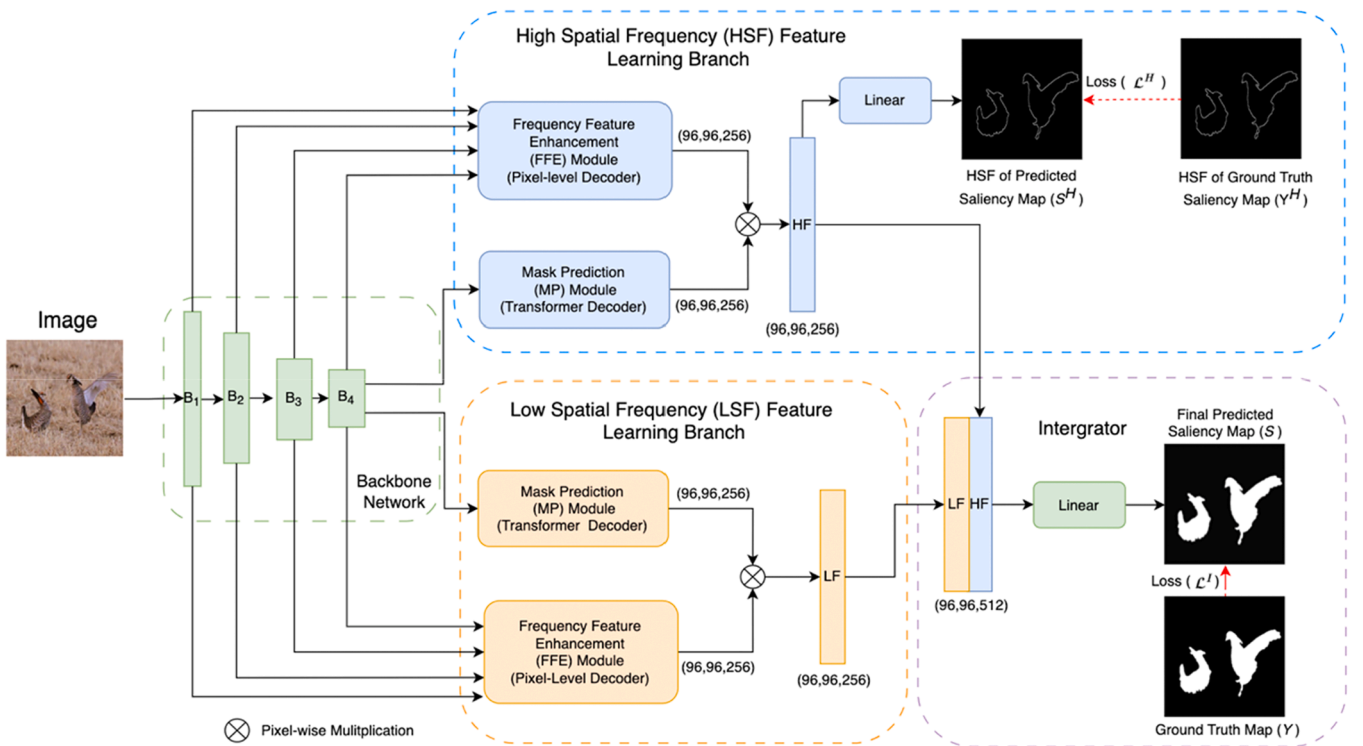 High Spatial Frequency (HSF) Feature
Learning Branch
Linear
Loss ( ℒᴴ )
Frequency Feature
Enhancement
(FFE) Module
(Pixel-level Decoder)
(96,96,256)
HSF of Predicted
Saliency Map (Sᴴ)
HSF of Ground Truth
Saliency Map (Yᴴ)
HF
Mask Prediction
(MP) Module
(Transformer Decoder)
(96,96,256)
(96,96,256)
Image
B₁
B₂
B₃
B₄
Backbone
Network
Low Spatial Frequency (LSF) Feature
Learning Branch
Mask Prediction
(MP) Module
(Transformer Decoder)
(96,96,256)
LF
Frequency Feature
Enhancement
(FFE) Module
(Pixel-Level Decoder)
(96,96,256)
(96,96,256)
Intergrator
Final Predicted
Saliency Map (S)
LF HF
Linear
(96,96,512)
Loss ( ℒᴵ )
Ground Truth Map (Y)
Pixel-wise Mulitplication